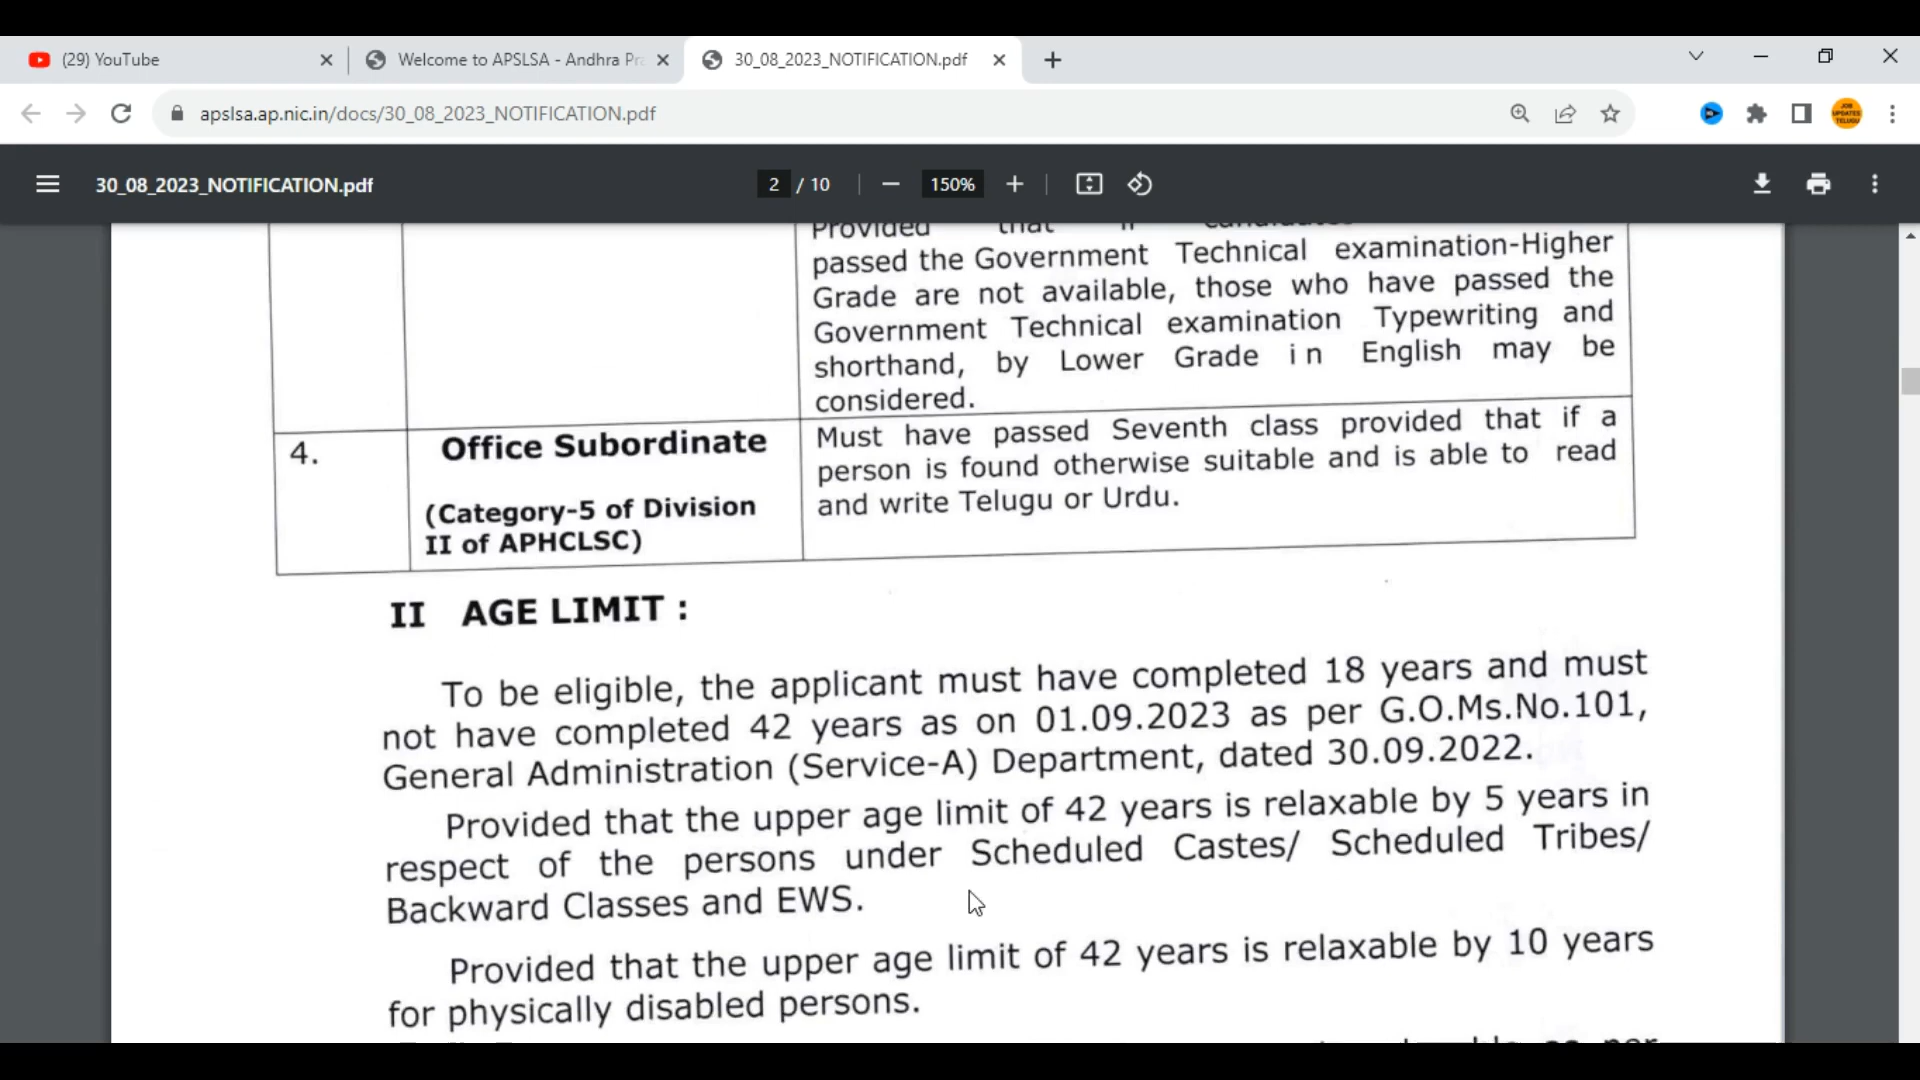 (29) YouTube
Welcome to APSLSA - Andhra Pr
30_08_2023_NOTIFICATION.pdf
apslsa.ap.nic.in/docs/30_08_2023_NOTIFICATION.pdf
JOB UPDATES TELUGU
30_08_2023_NOTIFICATION.pdf
2 / 10
150%
Provided that if
passed the Government Technical examination-Higher
Grade are not available, those who have passed the
Government Technical examination Typewriting and
shorthand, by Lower Grade in English may be
considered.
4.
Office Subordinate
(Category-5 of Division
II of APHCLSC)
Must have passed Seventh class provided that if a
person is found otherwise suitable and is able to read
and write Telugu or Urdu.
II AGE LIMIT :
To be eligible, the applicant must have completed 18 years and must
not have completed 42 years as on 01.09.2023 as per G.O.Ms.No.101,
General Administration (Service-A) Department, dated 30.09.2022.
Provided that the upper age limit of 42 years is relaxable by 5 years in
respect of the persons under Scheduled Castes/ Scheduled Tribes/
Backward Classes and EWS.
Provided that the upper age limit of 42 years is relaxable by 10 years
for physically disabled persons.